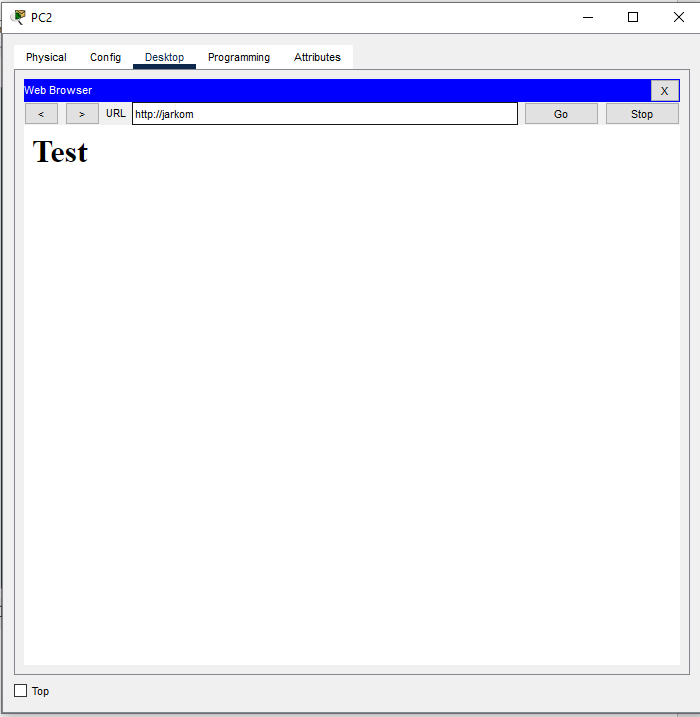 PC2
Physical Config Desktop Programming Attributes
Web Browser X
< > URL http://jarkom Go Stop
Test
Top